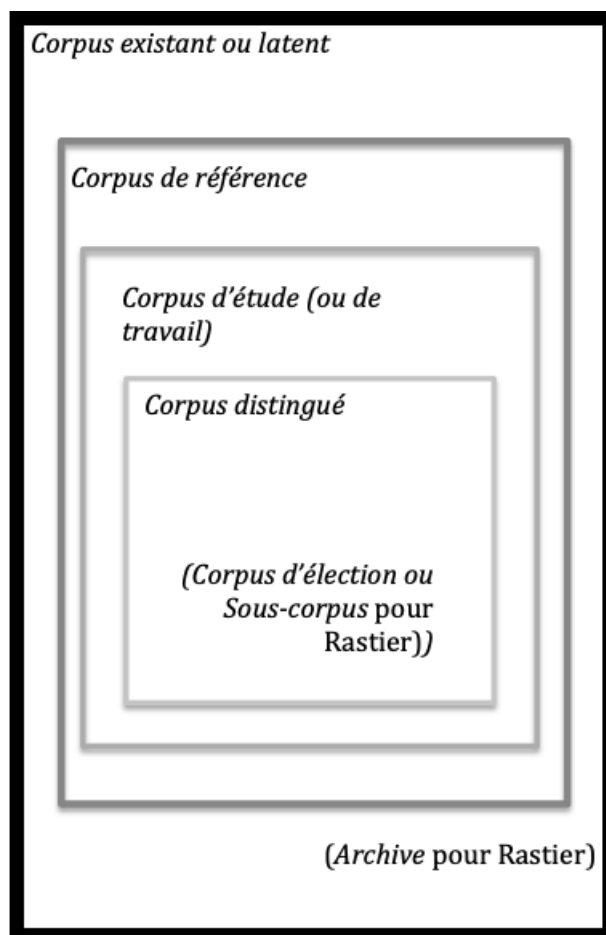 Corpus existant ou latent
Corpus de référence
Corpus d'étude (ou de
travail)
Corpus distingué
(Corpus d'élection ou
Sous-corpus pour
Rastier))
(Archive pour Rastier)